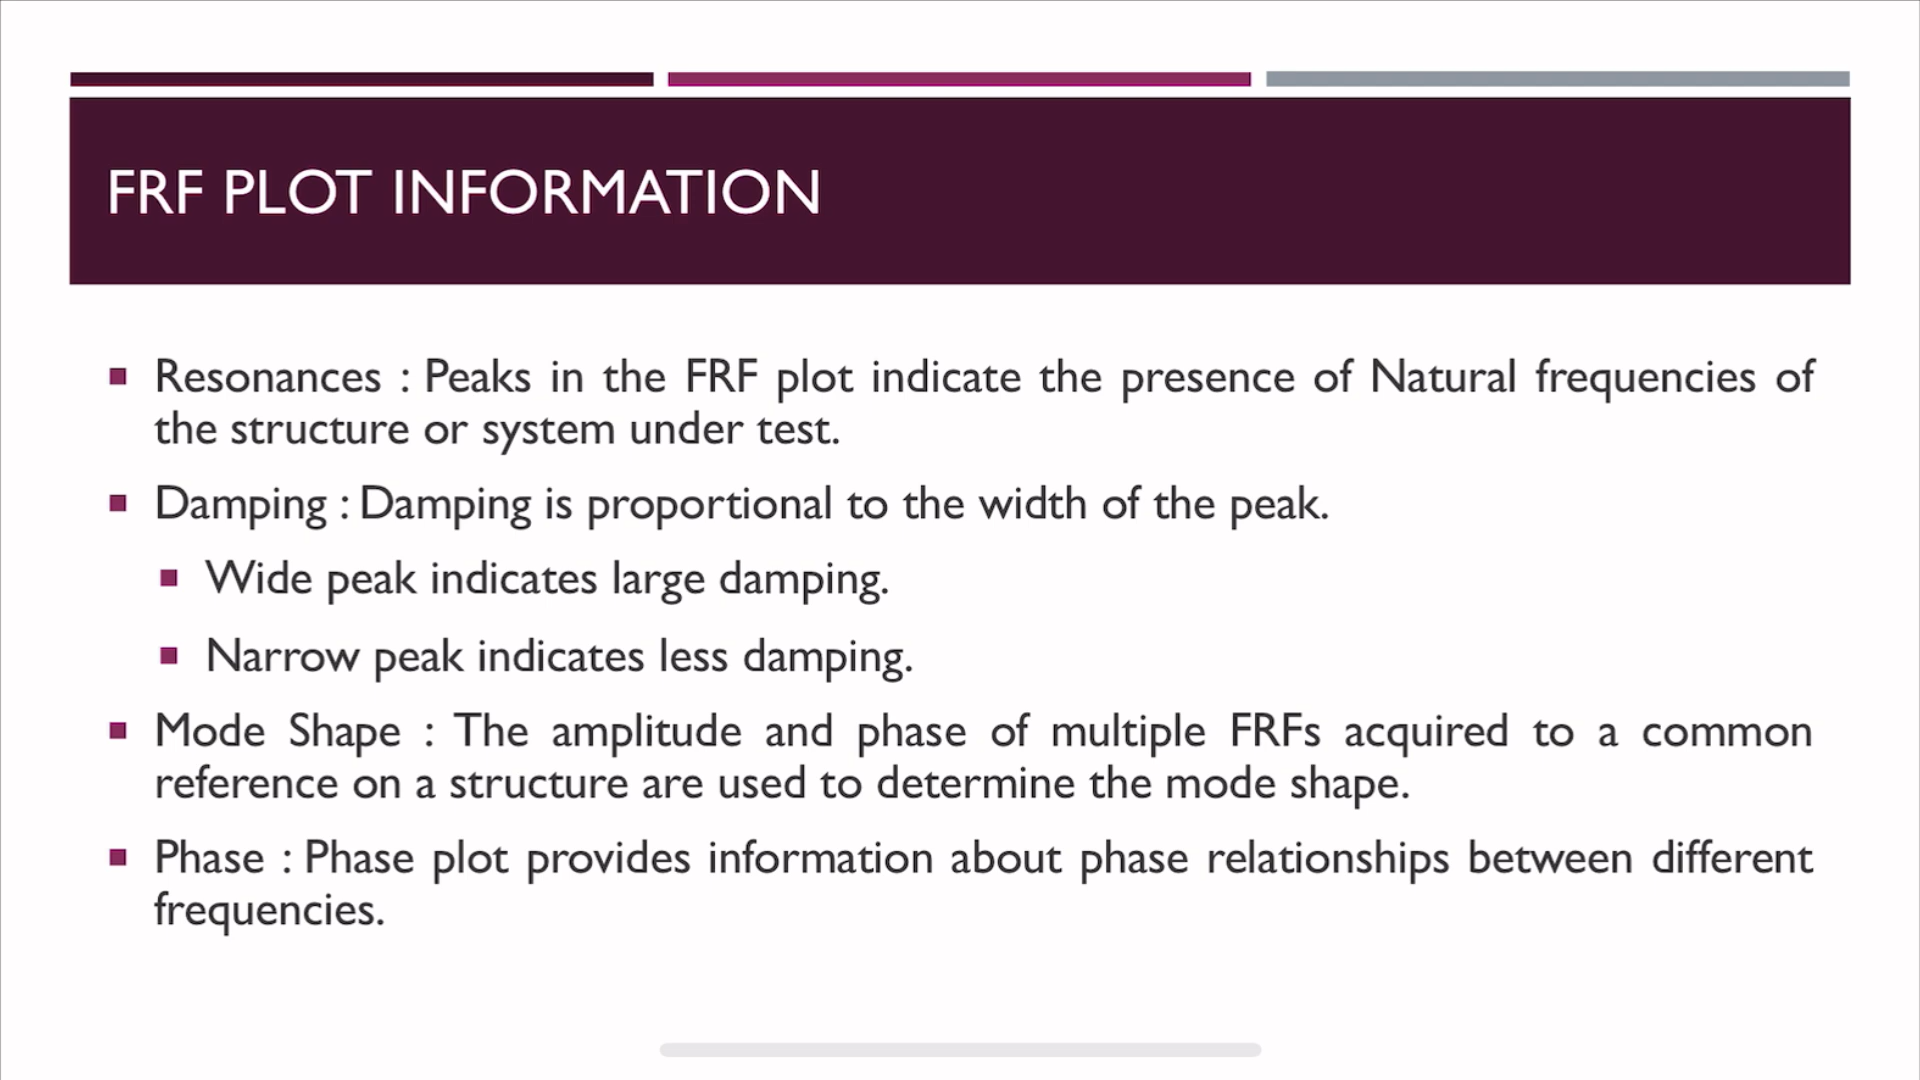 FRF PLOT INFORMATION
Resonances : Peaks in the FRF plot indicate the presence of Natural frequencies of
the structure or system under test.
Damping : Damping is proportional to the width of the peak.
Wide peak indicates large damping.
Narrow peak indicates less damping.
Mode Shape : The amplitude and phase of multiple FRFs acquired to a common
reference on a structure are used to determine the mode shape.
Phase : Phase plot provides information about phase relationships between different
frequencies.